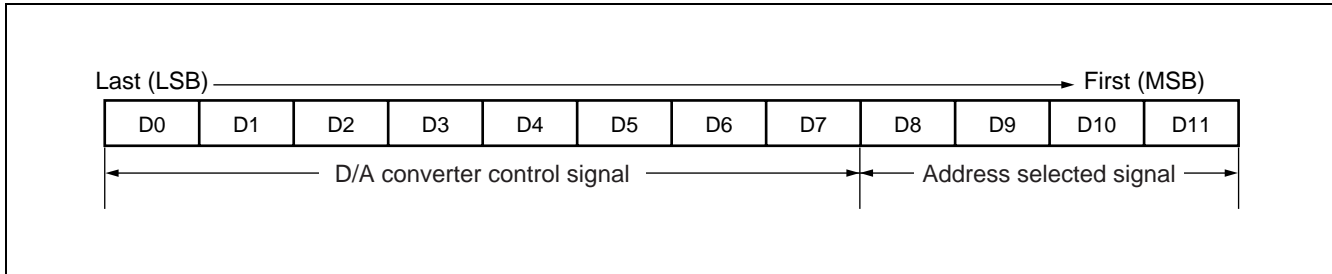 Last (LSB) First (MSB)
D0 D1 D2 D3 D4 D5 D6 D7 D8 D9 D10 D11
D/A converter control signal Address selected signal